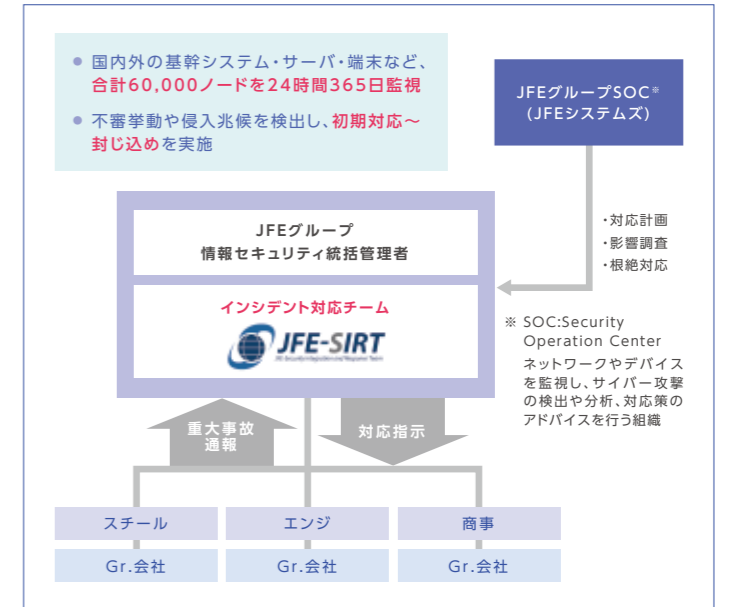 ● 国内外の基幹システム・サーバ・端末など、
合計60,000ノードを24時間365日監視
● 不審挙動や侵入兆候を検出し、初期対応～
封じ込めを実施
JFEグループSOC※
(JFEシステムズ)
JFEグループ
情報セキュリティ統括管理者
インシデント対応チーム
JFE-SIRT
JFE-Security Integration and Response Team
・対応計画
・影響調査
・根絶対応
※ SOC:Security
Operation Center
ネットワークやデバイス
を監視し、サイバー攻撃
の検出や分析、対応策の
アドバイスを行う組織
重大事故
通報
対応指示
スチール
エンジ
商事
Gr.会社
Gr.会社
Gr.会社